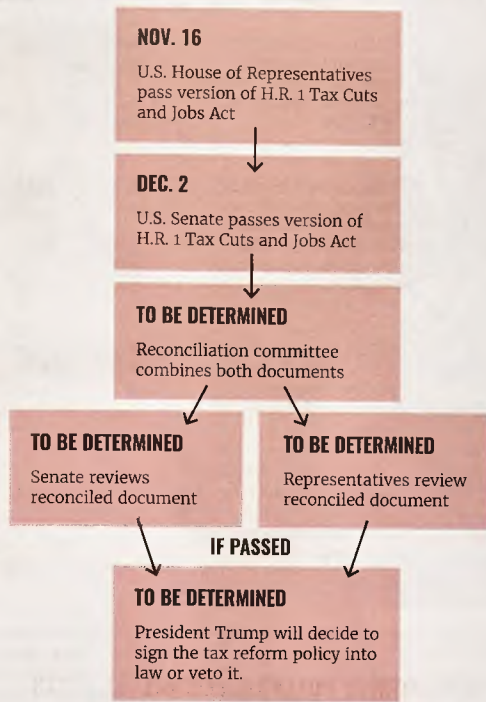 NOV. 16
U.S. House of Representatives
pass version of H.R. 1 Tax Cuts
and Jobs Act
DEC. 2
U.S. Senate passes version of
H.R. 1 Tax Cuts and Jobs Act
TO BE DETERMINED
Reconciliation committee
combines both documents
TO BE DETERMINED
Senate reviews
reconciled document
TO BE DETERMINED
Representatives review
reconciled document
IF PASSED
TO BE DETERMINED
President Trump will decide to
sign the tax reform policy into
law or veto it.